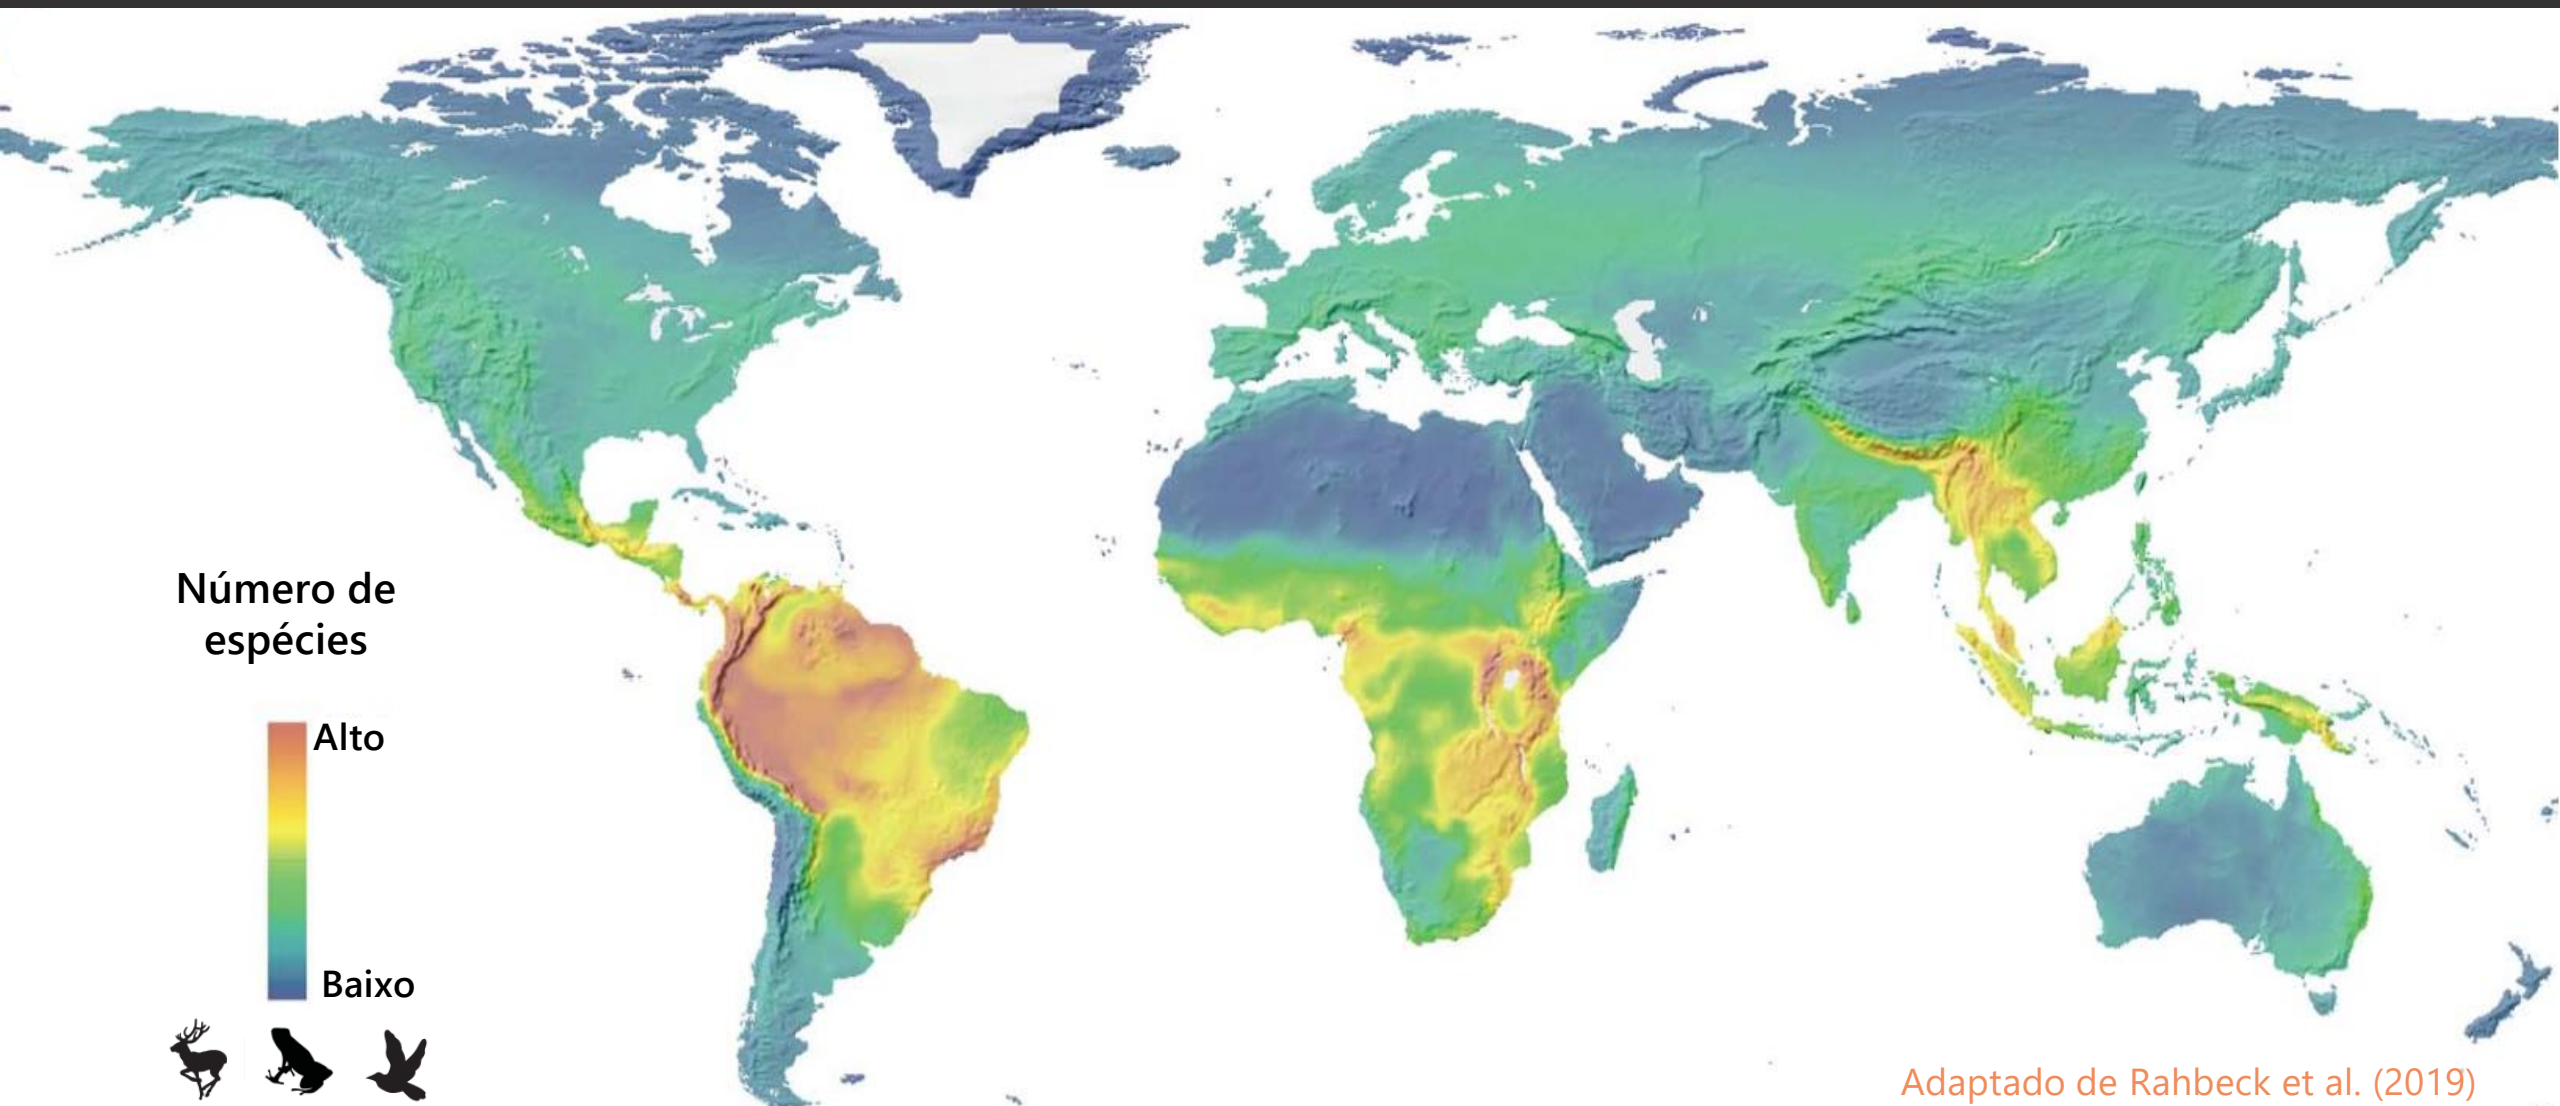 Número de
espécies
Alto
Baixo
Adaptado de Rahbeck et al. (2019)